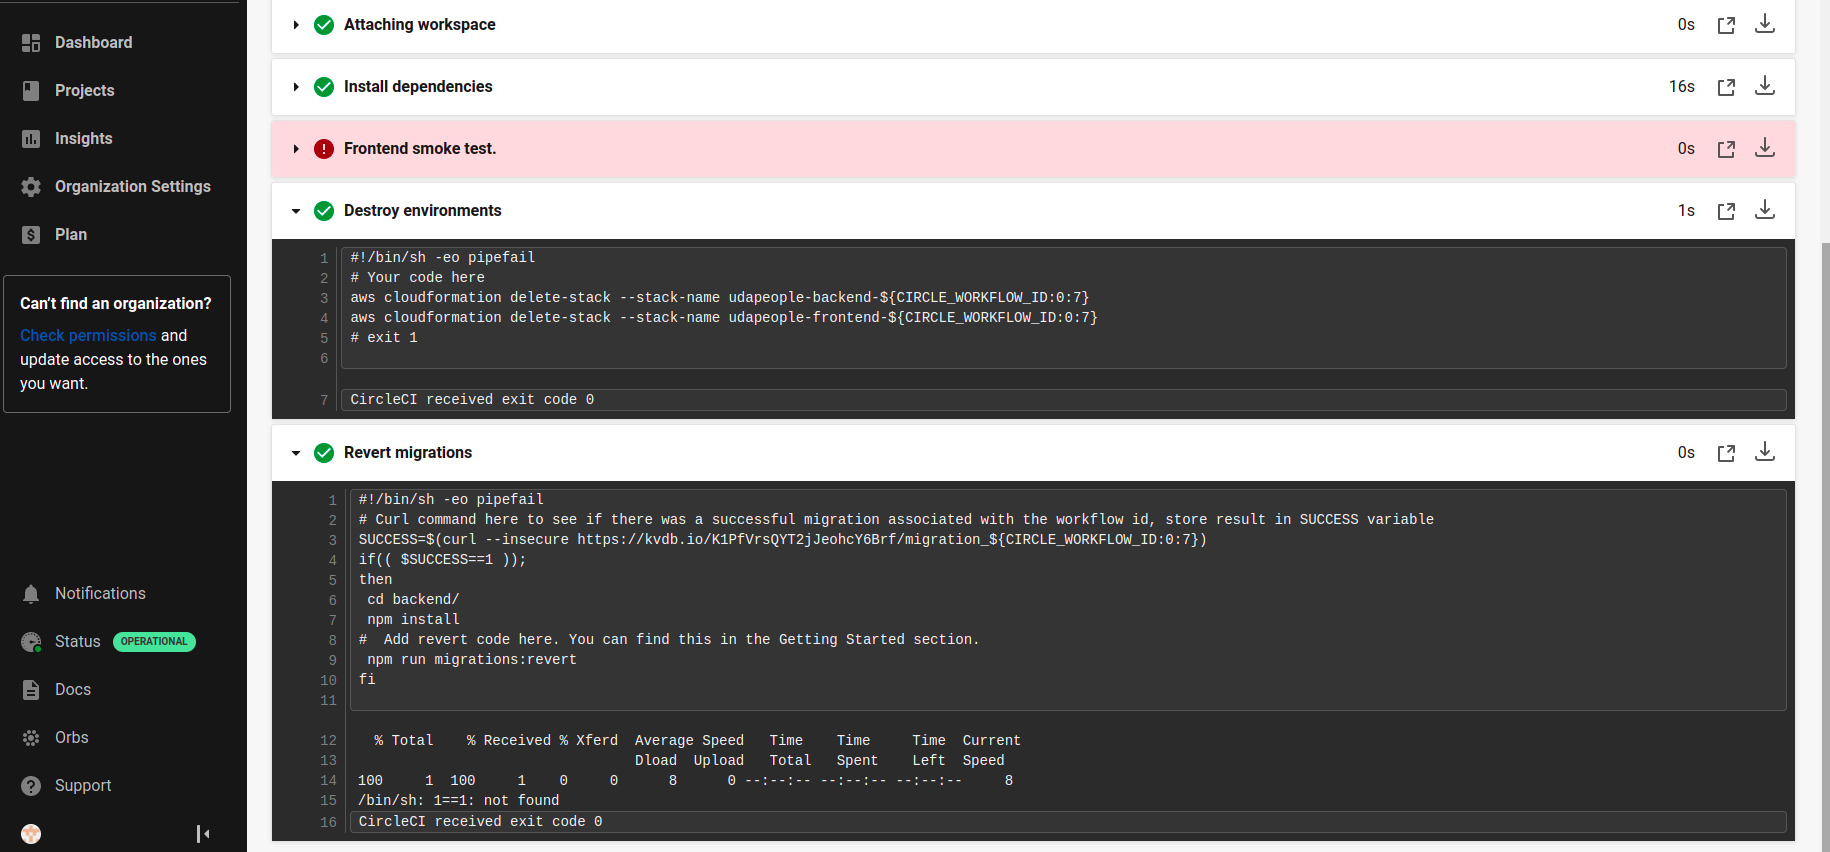 Dashboard
Projects
Insights
Organization Settings
Plan
Can't find an organization?
Check permissions and
update access to the ones
you want.
Notifications
Status OPERATIONAL
Docs
Orbs
Support
Attaching workspace 0s
Install dependencies 16s
Frontend smoke test. 0s
Destroy environments 1s
1 #!/bin/sh -eo pipefail
2 # Your code here
3 aws cloudformation delete-stack --stack-name udapeople-backend-${CIRCLE_WORKFLOW_ID:0:7}
4 aws cloudformation delete-stack --stack-name udapeople-frontend-${CIRCLE_WORKFLOW_ID:0:7}
5 # exit 1
6
7 CircleCI received exit code 0
Revert migrations 0s
1 #!/bin/sh -eo pipefail
2 # Curl command here to see if there was a successful migration associated with the workflow id, store result in SUCCESS variable
3 SUCCESS=$(curl --insecure https://kvdb.io/K1PfVrsQYT2jJeohcY6Brf/migration_${CIRCLE_WORKFLOW_ID:0:7})
4 if(( $SUCCESS==1 ));
5 then
6 cd backend/
7 npm install
8 #  Add revert code here. You can find this in the Getting Started section.
9 npm run migrations:revert
10 fi
11
12 % Total % Received % Xferd Average Speed Time Time Time Current
13 Dload Upload Total Spent Left Speed
14 100 1 100 1 0 0 8 0 --:--:-- --:--:-- --:--:-- 8
15 /bin/sh: 1==1: not found
16 CircleCI received exit code 0